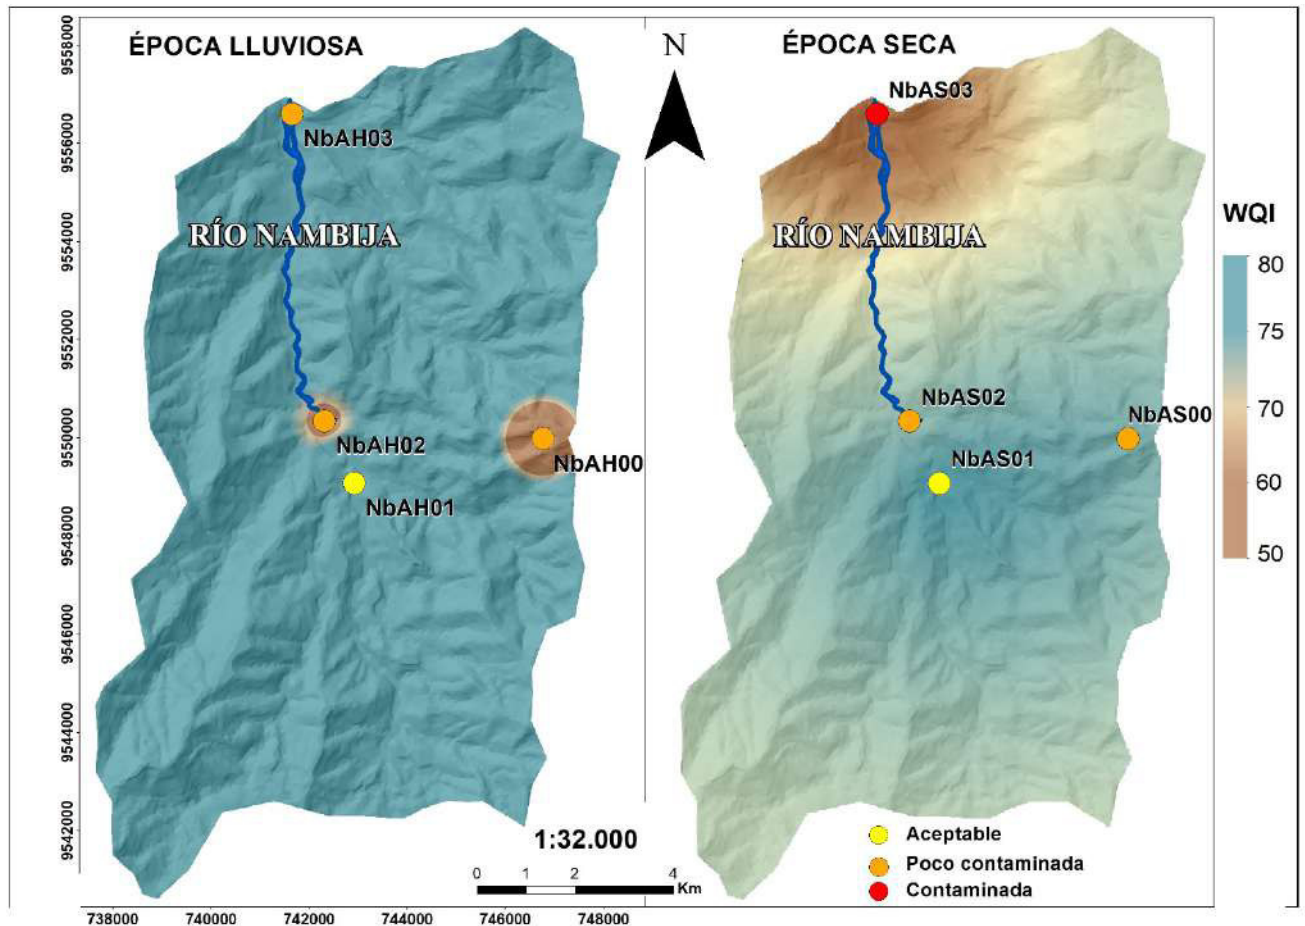 ÉPOCA LLUVIOSA
N
ÉPOCA SECA
NbAH03
NbAS03
RÍO NAMBIJA
RÍO NAMBIJA
WQI
80
75
70
60
50
NbAH02
NbAH00
NbAH01
NbAS02
NbAS00
NbAS01
1:32.000
0 1 2 4
Km
Aceptable
Poco contaminada
Contaminada
9558000
9556000
9554000
9552000
9550000
9548000
9546000
9544000
9542000
738000 740000 742000 744000 746000 748000